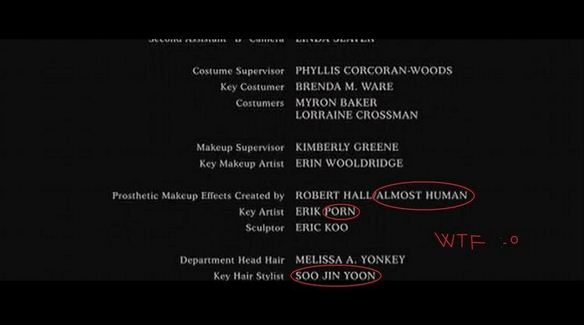 Costume Supervisor PHYLLIS CORCORAN-WOODS
Key Costumer BRENDA M. WARE
Costumers MYRON BAKER
LORRAINE CROSSMAN
Makeup Supervisor KIMBERLY GREENE
Key Makeup Artist ERIN WOOLDRIDGE
Prosthetic Makeup Effects Created by ROBERT HALL/ALMOST HUMAN
Key Artist ERIK PORN
Sculptor ERIC KOO
WTF :-o
Department Head Hair MELISSA A. YONKEY
Key Hair Stylist SOO JIN YOON